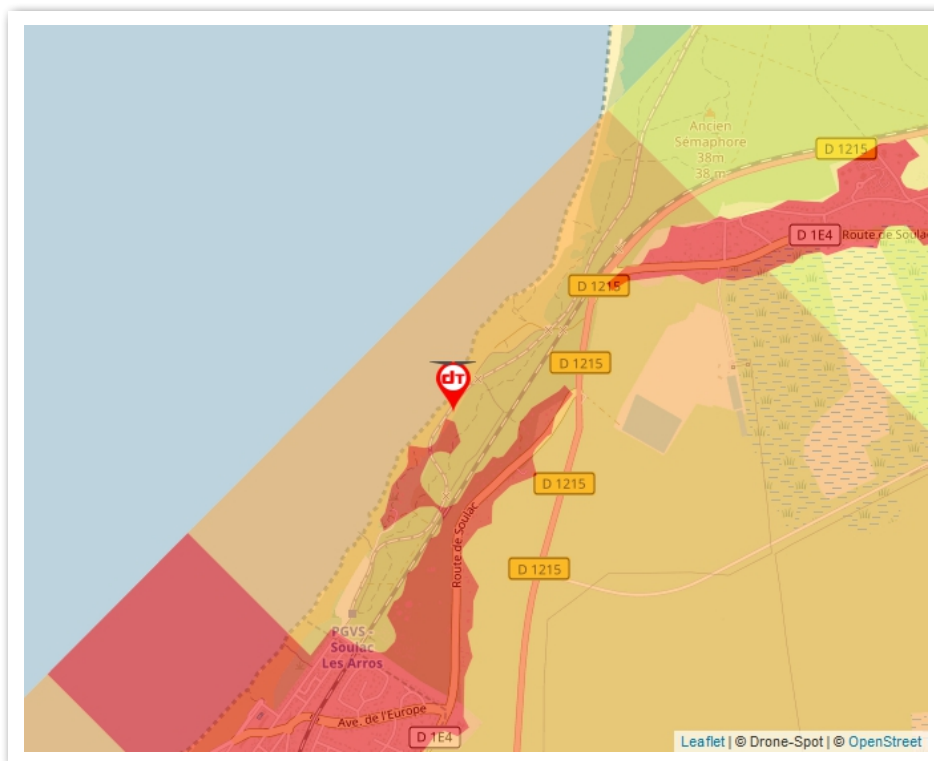 Ancien
Sémaphore
38m
38 m
D 1215
D 1E4
Route de Soulac
D 1215
D 1215
dT
D 1215
Route de Soulac
D 1215
PGVS -
Soulac
Les Arros
Ave. de l'Europe
D 1E4
Leaflet | © Drone-Spot | © OpenStreet